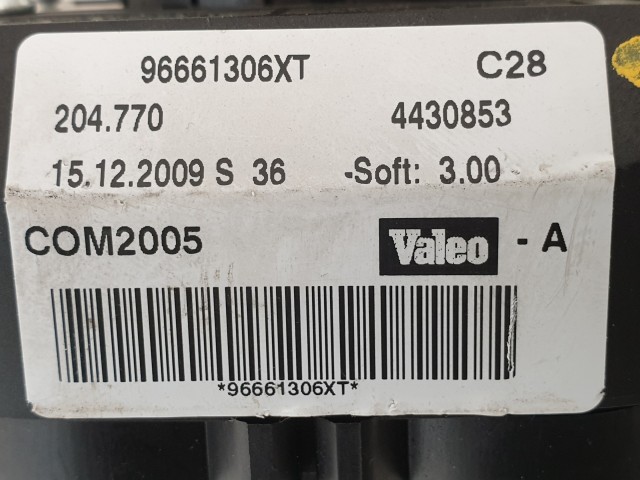 96661306XT C28
204.770 4430853
15.12.2009 S 36 -Soft: 3.00
COM2005 Valeo - A
*96661306XT*